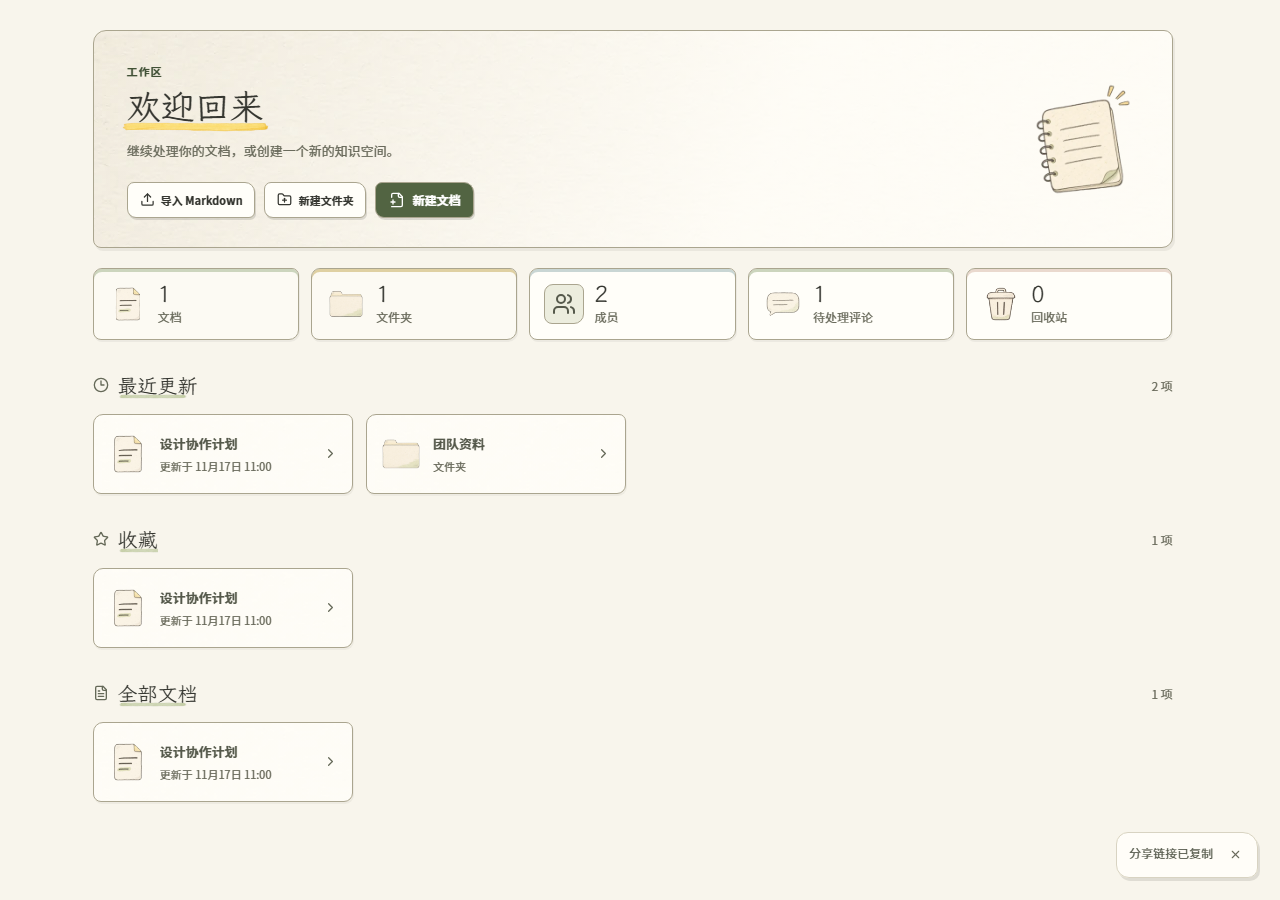 工作区
欢迎回来
继续处理你的文档，或创建一个新的知识空间。
导入 Markdown
新建文件夹
新建文档
1
文档
1
文件夹
2
成员
1
待处理评论
0
回收站
最近更新
2 项
设计协作计划
更新于 11月17日 11:00
团队资料
文件夹
收藏
1 项
设计协作计划
更新于 11月17日 11:00
全部文档
1 项
设计协作计划
更新于 11月17日 11:00
分享链接已复制